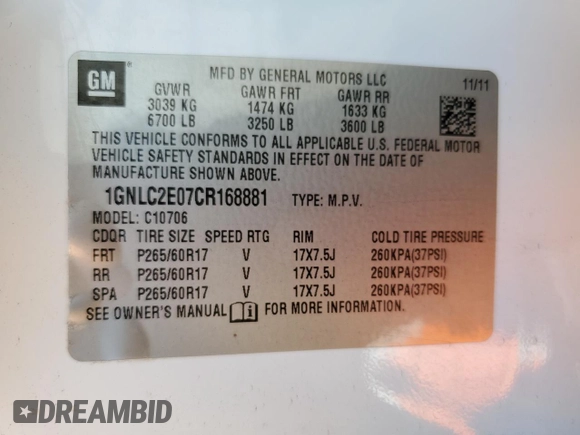 GM
MFD BY GENERAL MOTORS LLC
11/11
GVWR GAWR FRT GAWR RR
3039 KG 1474 KG 1633 KG
6700 LB 3250 LB 3600 LB
THIS VEHICLE CONFORMS TO ALL APPLICABLE U.S. FEDERAL MOTOR
VEHICLE SAFETY STANDARDS IN EFFECT ON THE DATE OF
MANUFACTURE SHOWN ABOVE.
1GNLC2E07CR168881 TYPE: M.P.V.
MODEL: C10706
CDQR TIRE SIZE SPEED RTG RIM COLD TIRE PRESSURE
FRT P265/60R17 V 17X7.5J 260KPA(37PSI)
RR P265/60R17 V 17X7.5J 260KPA(37PSI)
SPA P265/60R17 V 17X7.5J 260KPA(37PSI)
SEE OWNER'S MANUAL FOR MORE INFORMATION.
DREAMBID